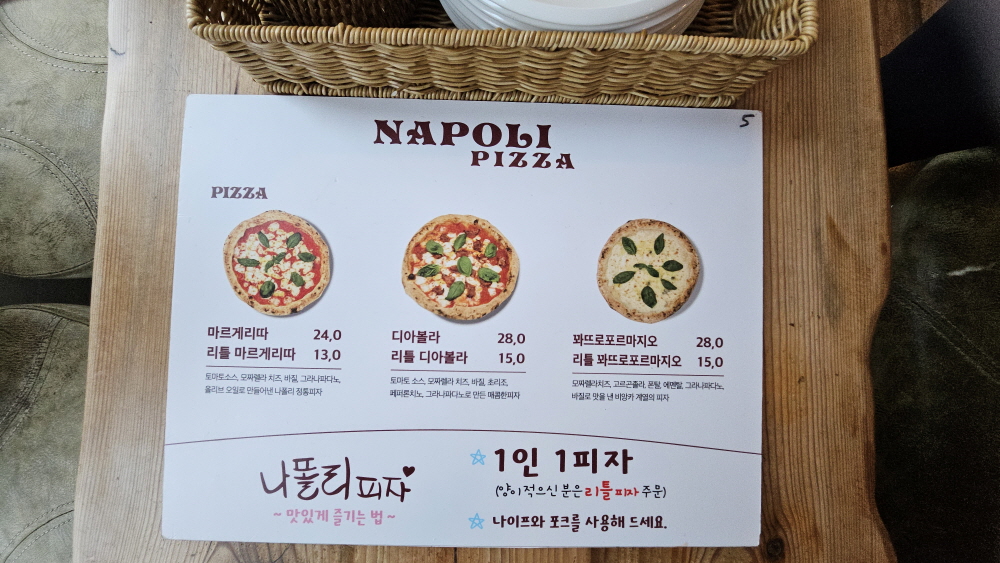 5
NAPOLI
PIZZA
PIZZA
마르게리따 24,0
리틀 마르게리따 13,0
토마토소스, 모짜렐라 치즈, 바질, 그라나파다노,
올리브 오일로 만들어낸 나폴리 정통피자
디아볼라 28,0
리틀 디아볼라 15,0
토마토 소스, 모짜렐라 치즈, 바질, 초리조,
페퍼론치노, 그라나파다노로 만든 매콤한피자
꽈뜨로포르마지오 28,0
리틀 꽈뜨로포르마지오 15,0
모짜렐라치즈, 고르곤졸라, 폰탈, 에멘탈, 그라나파다노,
바질로 맛을 낸 비앙카 계열의 피자
나폴리 피자
~ 맛있게 즐기는 법 ~
1인 1피자
(양이 적으신 분은 리틀 피자 주문)
나이프와 포크를 사용해 드세요.